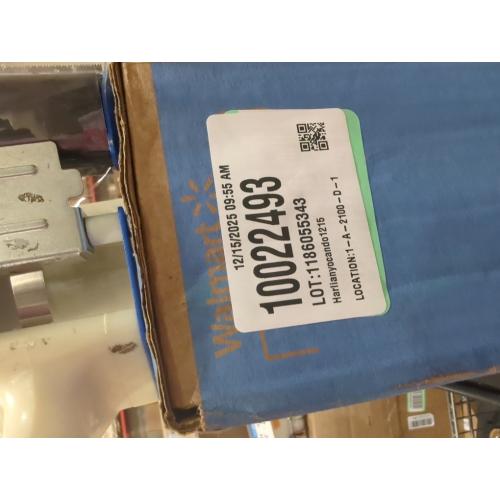 12/15/2025 09:55 AM
10022493
LOT:1186055343
Harlianyocando1215
LOCATION:1-A-2100-D-1
Walmart